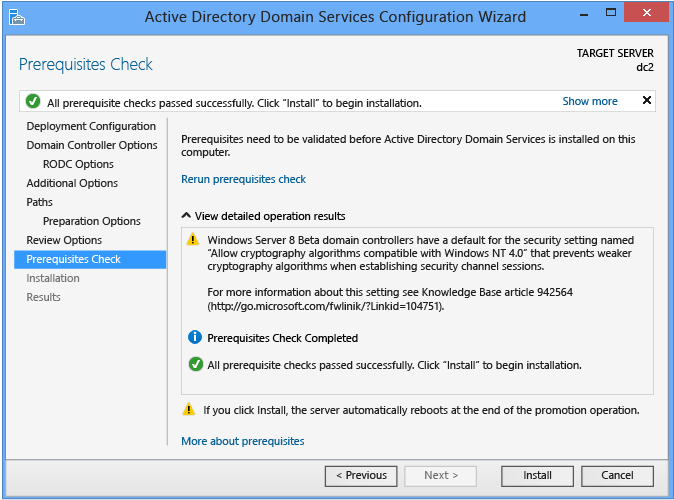 Active Directory Domain Services Configuration Wizard
Prerequisites Check
TARGET SERVER
dc2
All prerequisite checks passed successfully. Click "Install" to begin installation.
Show more
Deployment Configuration
Domain Controller Options
RODC Options
Additional Options
Paths
Preparation Options
Review Options
Prerequisites Check
Installation
Results
Prerequisites need to be validated before Active Directory Domain Services is installed on this
computer.
Rerun prerequisites check
View detailed operation results
Windows Server 8 Beta domain controllers have a default for the security setting named
"Allow cryptography algorithms compatible with Windows NT 4.0" that prevents weaker
cryptography algorithms when establishing security channel sessions.
For more information about this setting see Knowledge Base article 942564
(http://go.microsoft.com/fwlinik/?Linkid=104751).
Prerequisites Check Completed
All prerequisite checks passed successfully. Click "Install" to begin installation.
If you click Install, the server automatically reboots at the end of the promotion operation.
More about prerequisites
< Previous
Next >
Install
Cancel